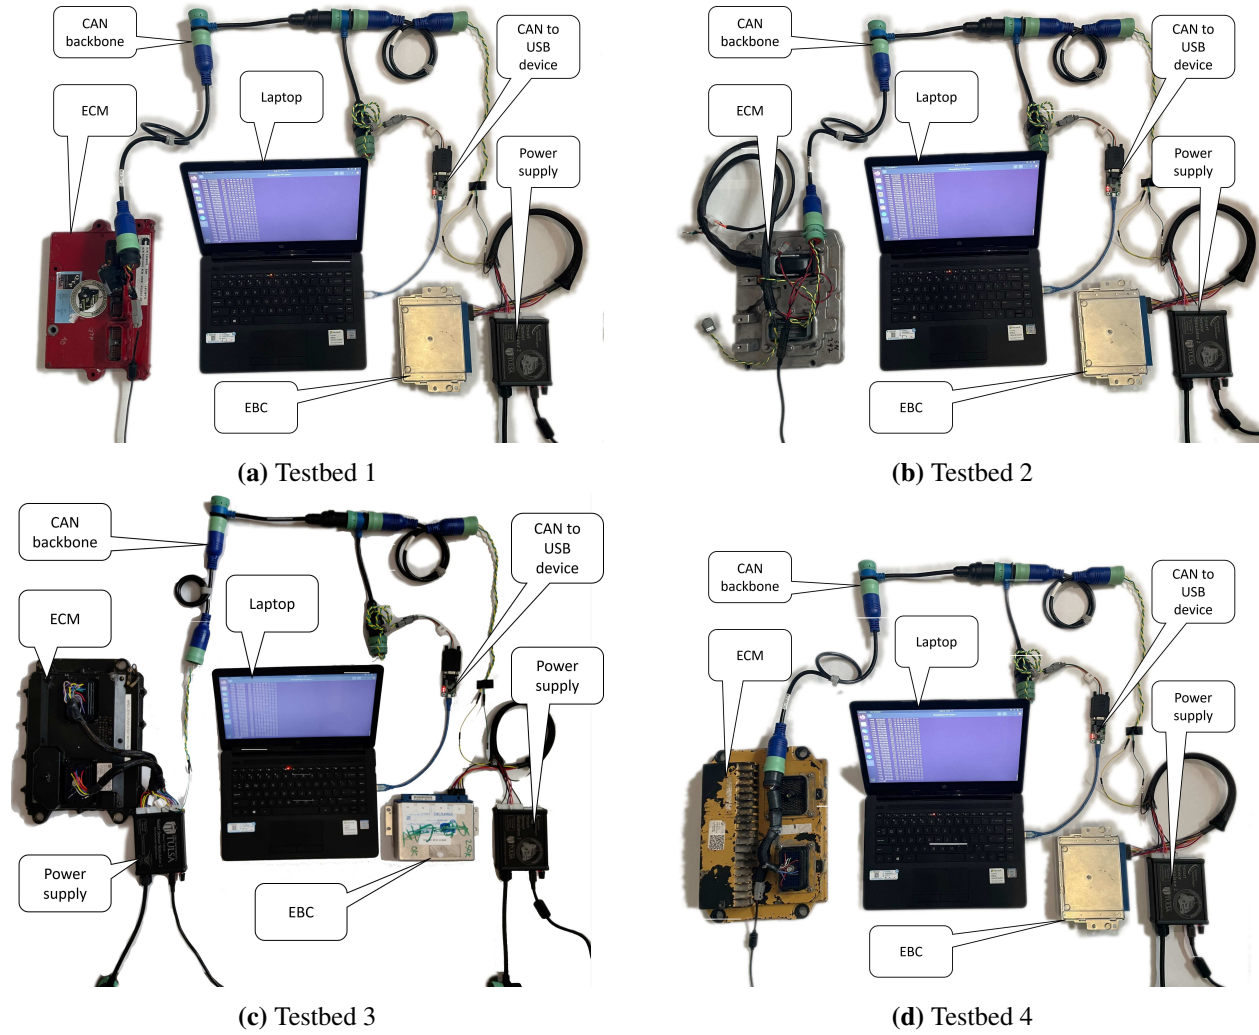 CAN
backbone
CAN to
USB
device
ECM
Laptop
Power
supply
EBC
(a) Testbed 1
CAN
backbone
CAN to
USB
device
ECM
Laptop
Power
supply
EBC
(b) Testbed 2
CAN
backbone
CAN to
USB
device
ECM
Laptop
Power
supply
TULSA
Power
supply
EBC
(c) Testbed 3
CAN
backbone
CAN to
USB
device
ECM
Laptop
Power
supply
EBC
(d) Testbed 4